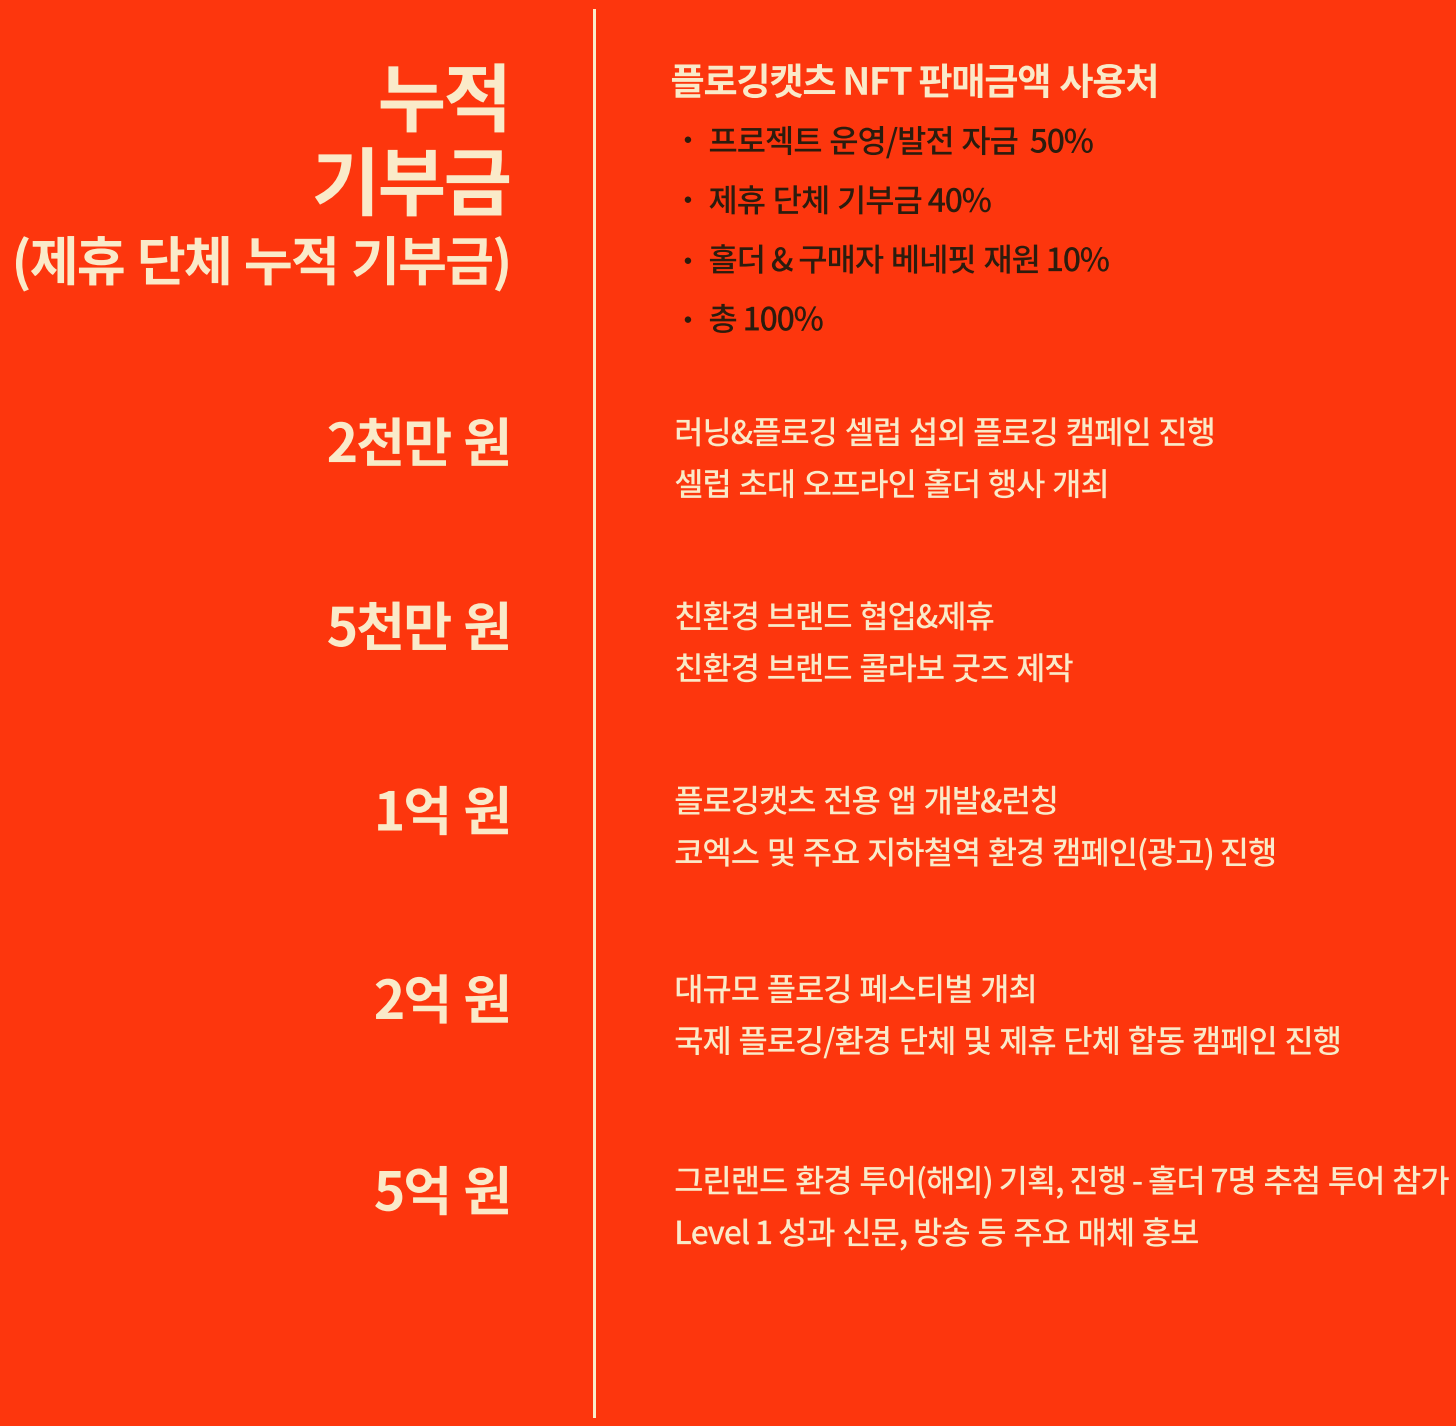 누적
기부금
(제휴 단체 누적 기부금)
플로깅캣츠 NFT 판매금액 사용처
• 프로젝트 운영/발전 자금 50%
• 제휴 단체 기부금 40%
• 홀더 & 구매자 베네핏 재원 10%
• 총 100%
2천만 원
러닝&플로깅 셀럽 섭외 플로깅 캠페인 진행
셀럽 초대 오프라인 홀더 행사 개최
5천만 원
친환경 브랜드 협업&제휴
친환경 브랜드 콜라보 굿즈 제작
1억 원
플로깅캣츠 전용 앱 개발&런칭
코엑스 및 주요 지하철역 환경 캠페인(광고) 진행
2억 원
대규모 플로깅 페스티벌 개최
국제 플로깅/환경 단체 및 제휴 단체 합동 캠페인 진행
5억 원
그린랜드 환경 투어(해외) 기획, 진행 - 홀더 7명 추첨 투어 참가
Level 1 성과 신문, 방송 등 주요 매체 홍보